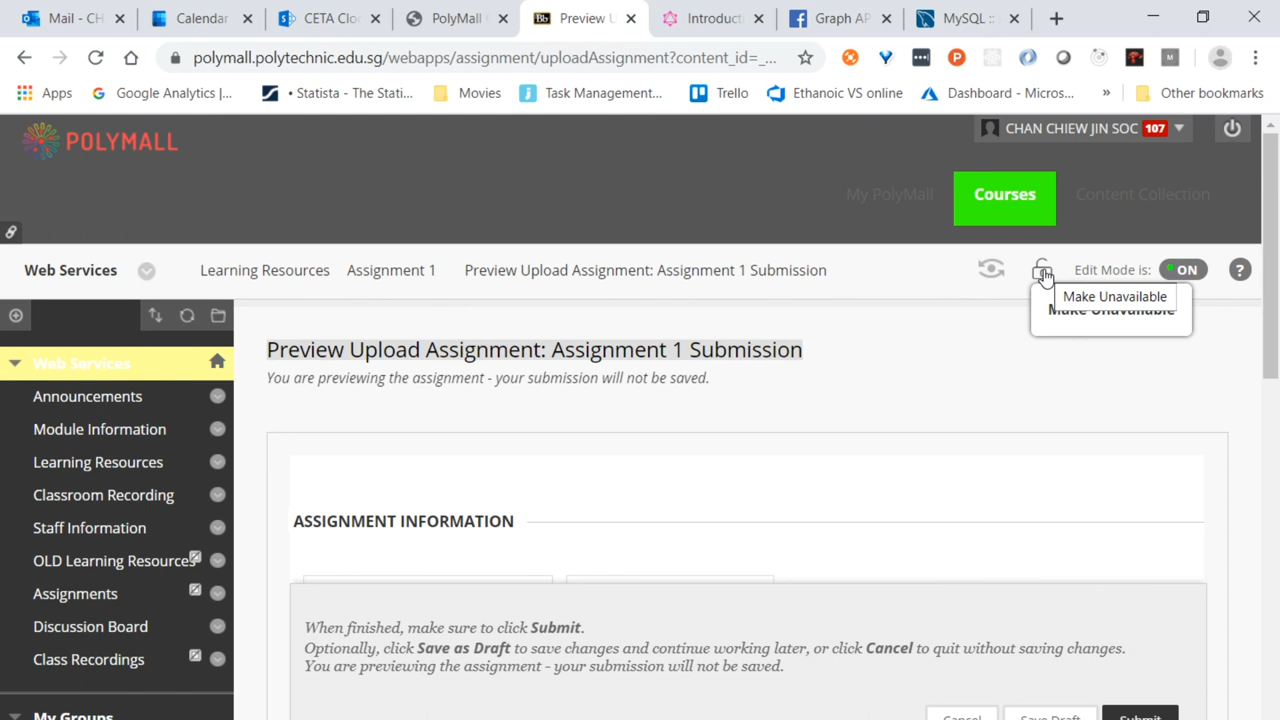 Mail - CH
Calendar
CETA Clo
PolyMall
Bb
Preview U
Introduct
Graph AP
MySQL ::
polymall.polytechnic.edu.sg/webapps/assignment/uploadAssignment?content_id=_...
Apps
Google Analytics |...
• Statista - The Stati...
Movies
Task Management...
Trello
Ethanoic VS online
Dashboard - Micros...
»
Other bookmarks
POLYMALL
CHAN CHIEW JIN SOC 107
My PolyMall
Courses
Content Collection
Web Services
Learning Resources
Assignment 1
Preview Upload Assignment: Assignment 1 Submission
Edit Mode is:
ON
?
Make Unavailable
Make Unavailable
Web Services
Announcements
Module Information
Learning Resources
Classroom Recording
Staff Information
OLD Learning Resources
Assignments
Discussion Board
Class Recordings
My Groups
Preview Upload Assignment: Assignment 1 Submission
You are previewing the assignment - your submission will not be saved.
ASSIGNMENT INFORMATION
When finished, make sure to click Submit.
Optionally, click Save as Draft to save changes and continue working later, or click Cancel to quit without saving changes.
You are previewing the assignment - your submission will not be saved.
Cancel
Save Draft
Submit